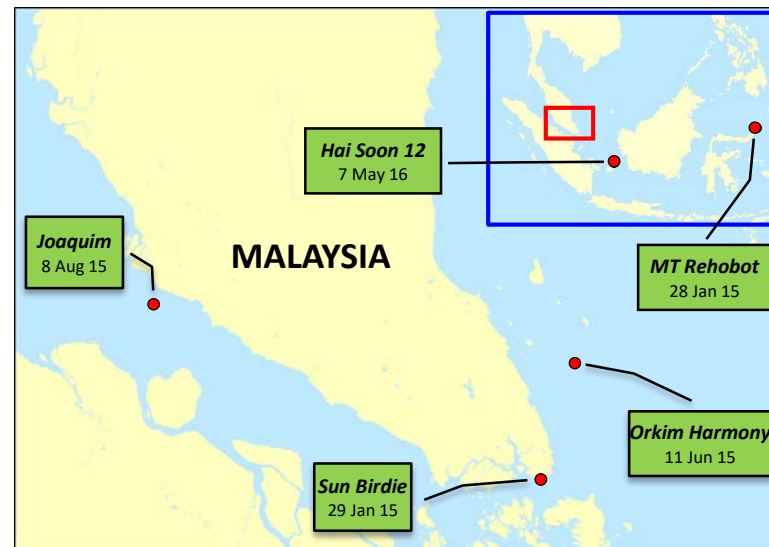 Hai Soon 12
7 May 16
Joaquim
8 Aug 15
MALAYSIA
MT Rehobot
28 Jan 15
Orkim Harmony
11 Jun 15
Sun Birdie
29 Jan 15